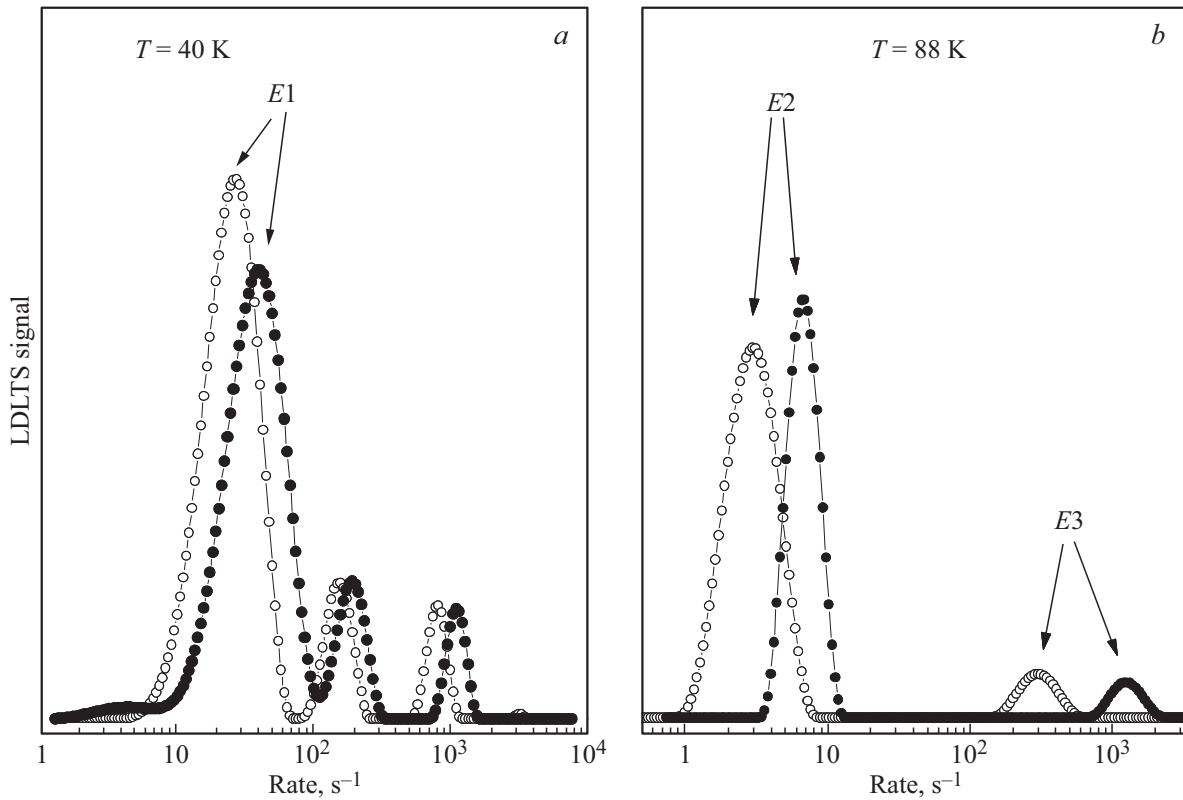 T = 40 K
a
E1
LDLTS signal
1
10
10²
10³
10⁴
Rate, s⁻¹
T = 88 K
b
E2
E3
1
10
10²
10³
Rate, s⁻¹